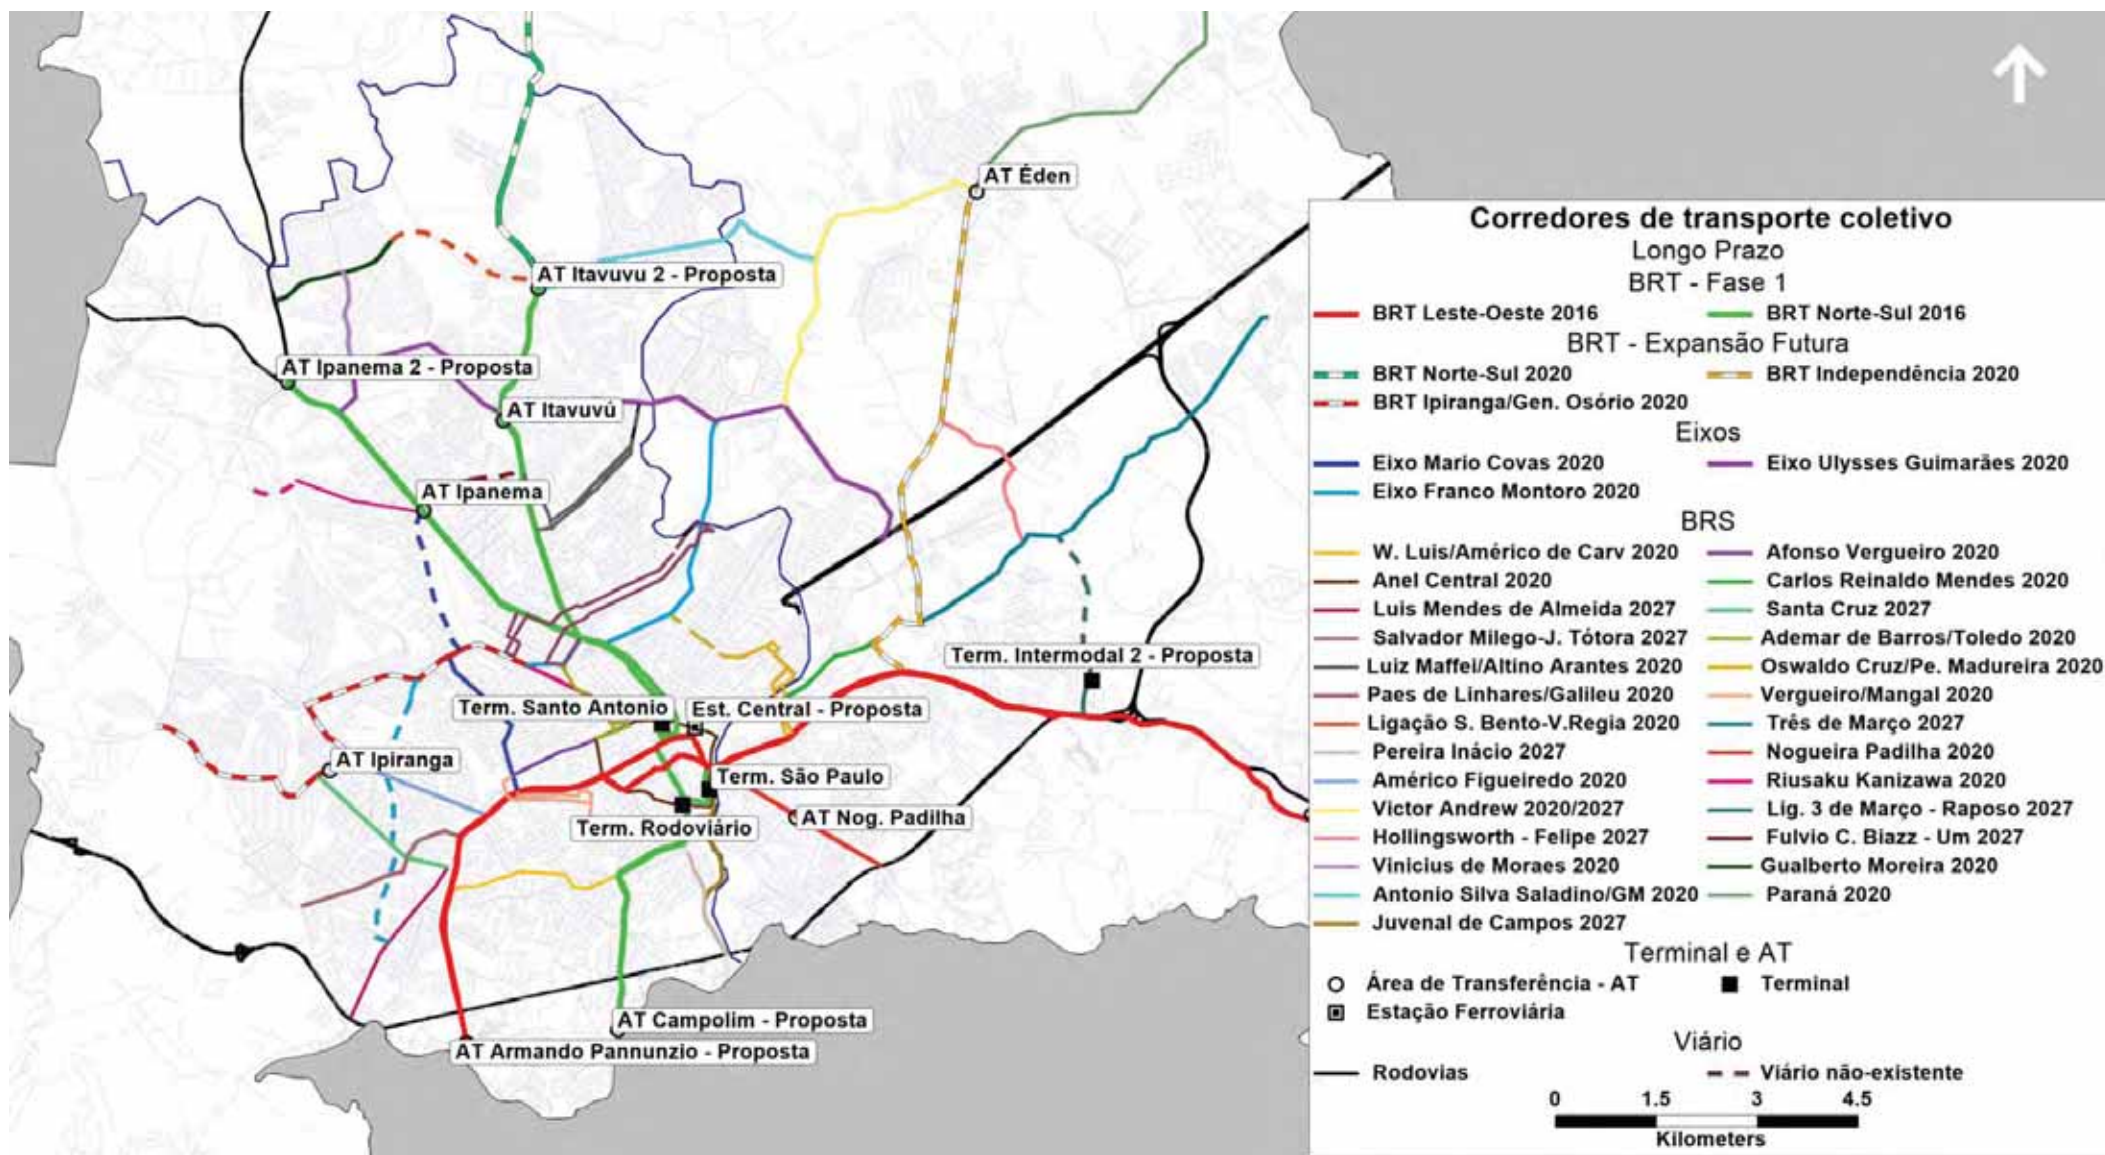 AT Éden
AT Itavuvu 2 - Proposta
AT Ipanema 2 - Proposta
AT Itavuvú
AT Ipanema
Term. Intermodal 2 - Proposta
Term. Santo Antonio
Est. Central - Proposta
AT Ipiranga
Term. São Paulo
AT Nog. Padilha
Term. Rodoviário
AT Campolim - Proposta
AT Armando Pannunzio - Proposta
Corredores de transporte coletivo
Longo Prazo
BRT - Fase 1
BRT Leste-Oeste 2016 BRT Norte-Sul 2016
BRT - Expansão Futura
BRT Norte-Sul 2020 BRT Independência 2020
BRT Ipiranga/Gen. Osório 2020
Eixos
Eixo Mario Covas 2020 Eixo Ulysses Guimarães 2020
Eixo Franco Montoro 2020
BRS
W. Luis/Américo de Carv 2020 Afonso Vergueiro 2020
Anel Central 2020 Carlos Reinaldo Mendes 2020
Luis Mendes de Almeida 2027 Santa Cruz 2027
Salvador Milego-J. Tótora 2027 Ademar de Barros/Toledo 2020
Luiz Maffei/Altino Arantes 2020 Oswaldo Cruz/Pe. Madureira 2020
Paes de Linhares/Galileu 2020 Vergueiro/Mangal 2020
Ligação S. Bento-V.Regia 2020 Três de Março 2027
Pereira Inácio 2027 Nogueira Padilha 2020
Américo Figueiredo 2020 Riusaku Kanizawa 2020
Victor Andrew 2020/2027 Lig. 3 de Março - Raposo 2027
Hollingsworth - Felipe 2027 Fulvio C. Biazz - Um 2027
Vinicius de Moraes 2020 Gualberto Moreira 2020
Antonio Silva Saladino/GM 2020 Paraná 2020
Juvenal de Campos 2027
Terminal e AT
Área de Transferência - AT Terminal
Estação Ferroviária
Viário
Rodovias Viário não-existente
0 1.5 3 4.5
Kilometers